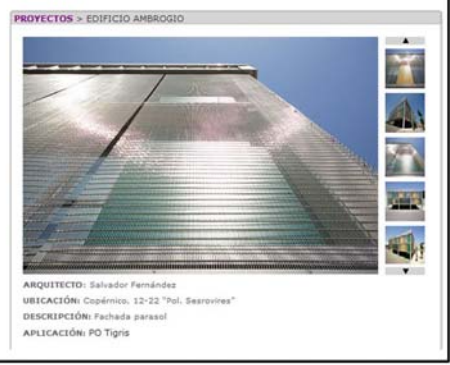 PROYECTOS > EDIFICIO AMBROGIO
ARQUITECTO: Salvador Fernández
UBICACIÓN: Copérnico, 12-22 "Pol. Sesrovires"
DESCRIPCIÓN: Fachada parasol
APLICACIÓN: PO Tigris